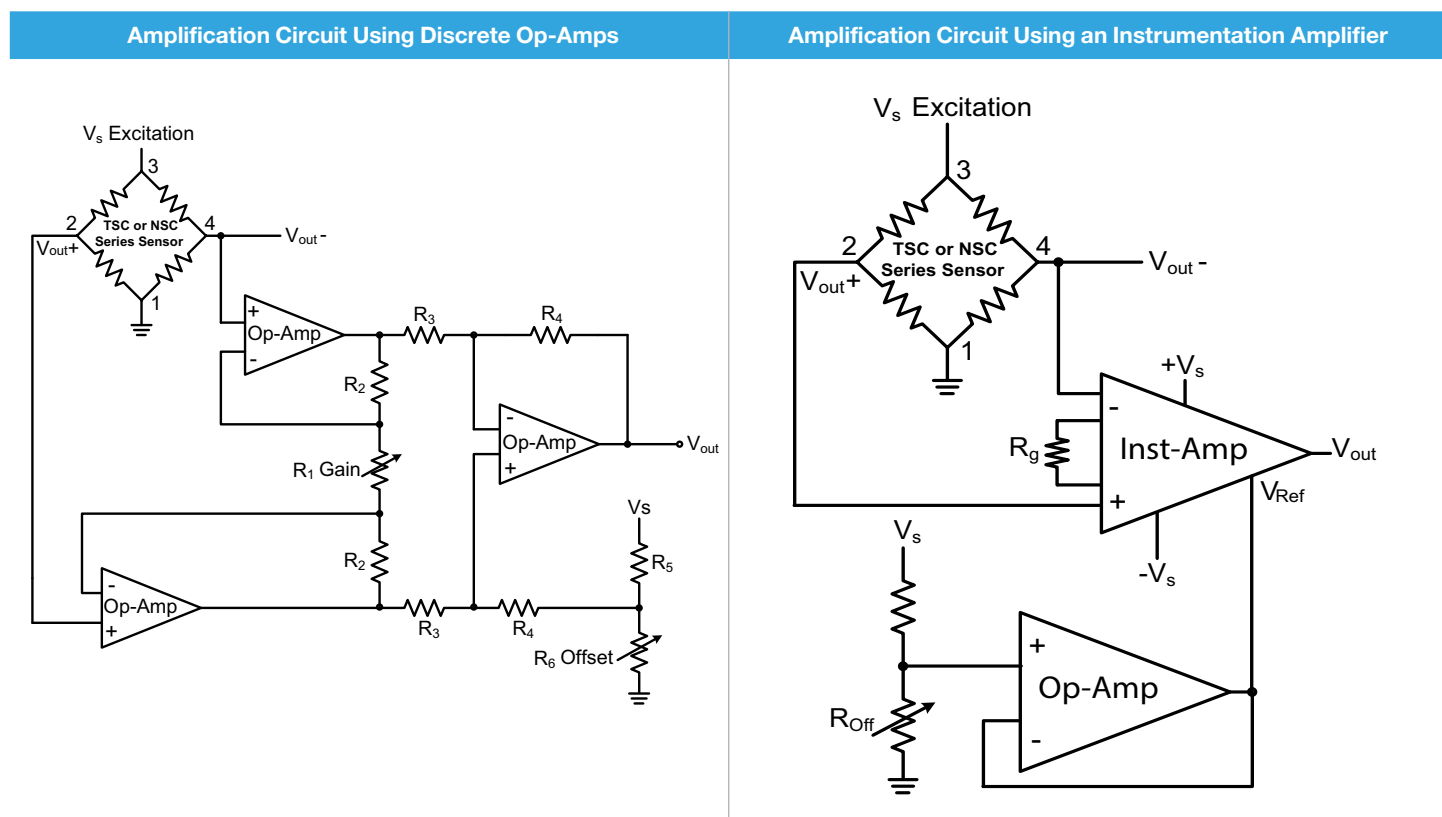 Amplification Circuit Using Discrete Op-Amps
Vs Excitation
3
2
TSC or NSC
Series Sensor
4
Vout+
Vout -
1
+
Op-Amp
-
R3
R4
R2
-
Op-Amp
+
Vout
R1 Gain
Vs
R2
R5
-
Op-Amp
+
R3
R4
R6 Offset
Amplification Circuit Using an Instrumentation Amplifier
Vs Excitation
3
2
TSC or NSC
Series Sensor
4
Vout+
Vout -
1
+Vs
-
Rg
Inst-Amp
Vout
+
VRef
Vs
-Vs
+
Op-Amp
ROff
-